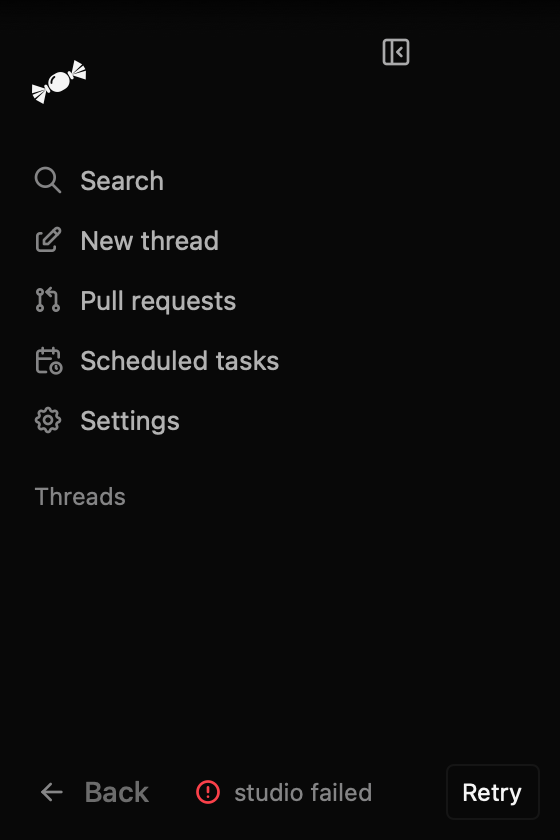 Search
New thread
Pull requests
Scheduled tasks
Settings
Threads
Back studio failed Retry